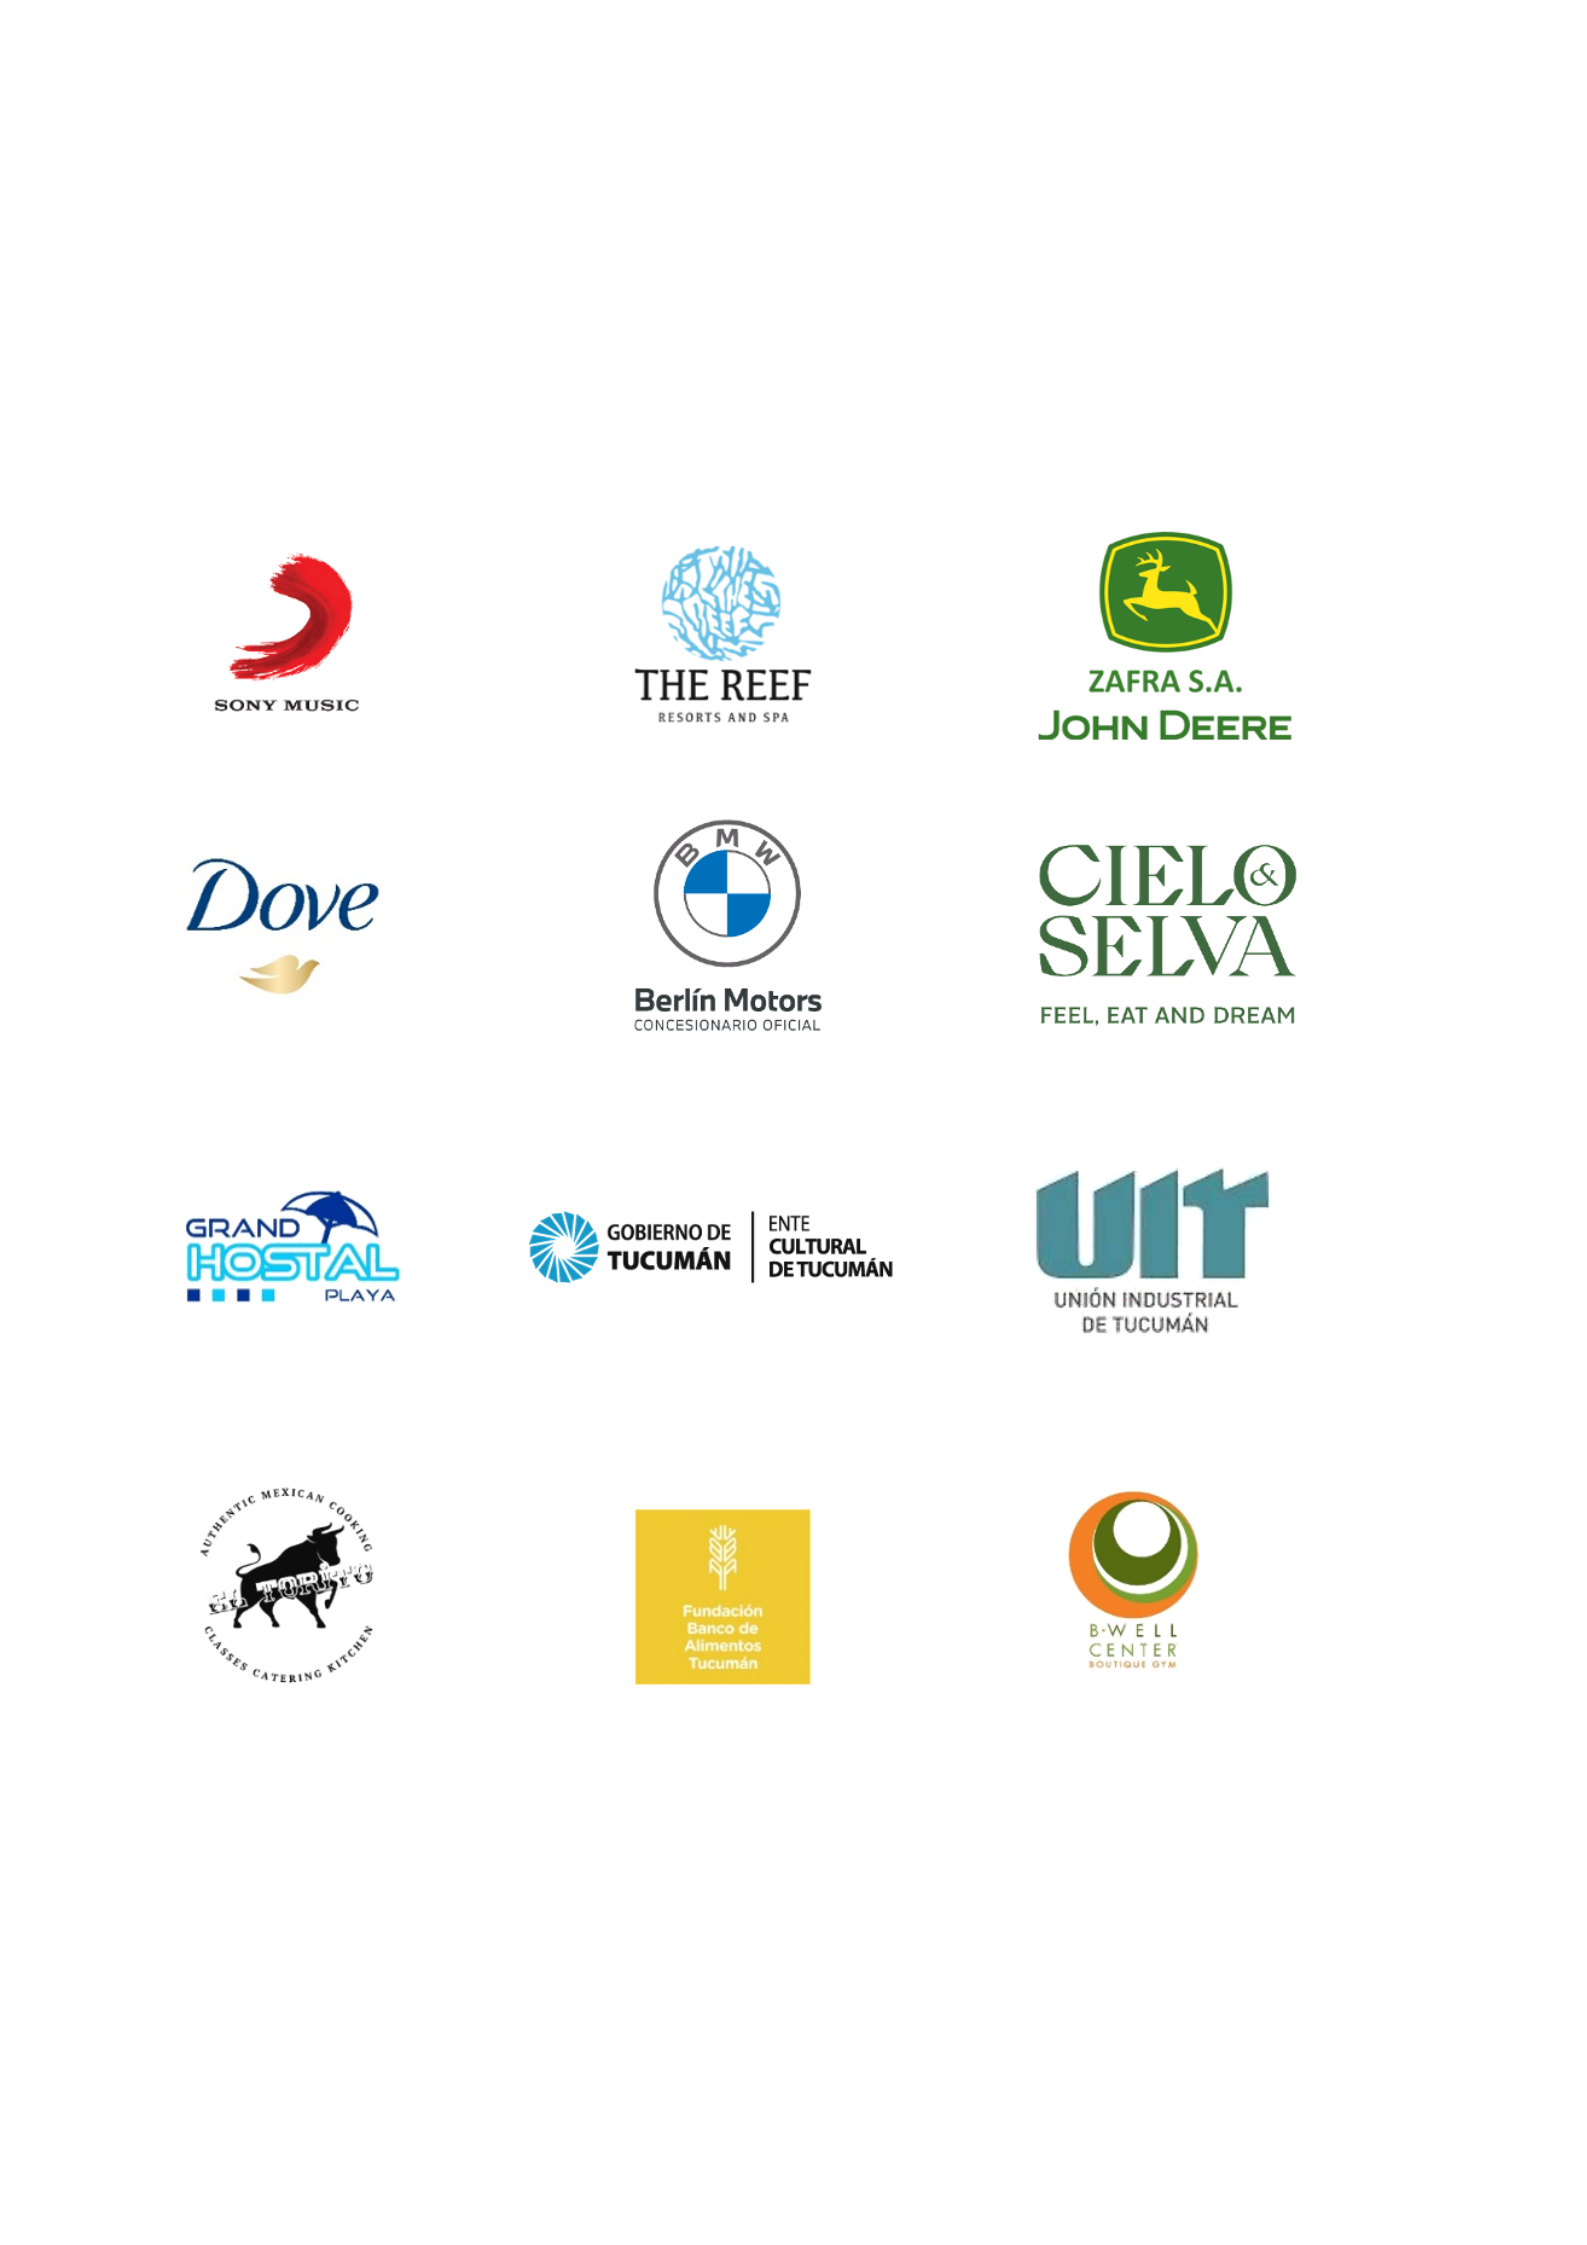 SONY MUSIC
THE REEF
RESORTS AND SPA
ZAFRA S.A.
JOHN DEERE
Dove
BMW
Berlín Motors
CONCESIONARIO OFICIAL
CIELO &
SELVA
FEEL, EAT AND DREAM
GRAND
HOSTAL
PLAYA
GOBIERNO DE
TUCUMÁN
ENTE
CULTURAL
DE TUCUMÁN
UIT
UNIÓN INDUSTRIAL
DE TUCUMÁN
AUTHENTIC MEXICAN COOKING
EL TORITO
CLASSES CATERING KITCHEN
Fundación
Banco de
Alimentos
Tucumán
B·WELL
CENTER
BOUTIQUE GYM